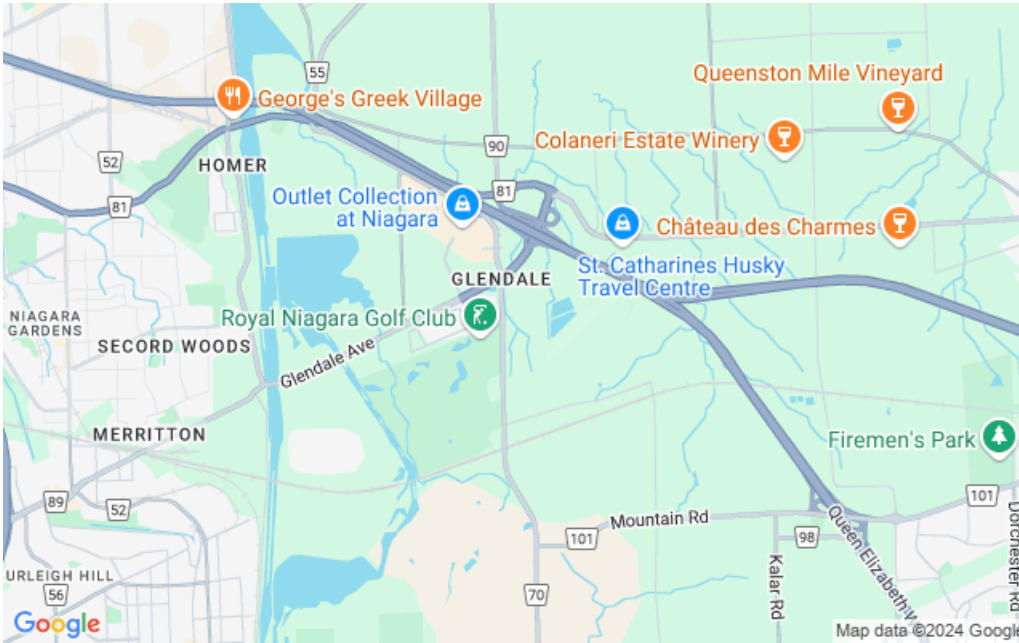 55
Queenston Mile Vineyard
George's Greek Village
90
Colaneri Estate Winery
52
HOMER
81
Outlet Collection
at Niagara
81
Château des Charmes
St. Catharines Husky
Travel Centre
GLENDALE
NIAGARA
GARDENS
Royal Niagara Golf Club
SECORD WOODS
Glendale Ave
MERRITTON
Firemen's Park
89
52
101
Mountain Rd
101
98
Queen Elizabeth W
Kalar Rd
Dorchester Rd
URLEIGH HILL
56
70
Google
Map data ©2024 Google